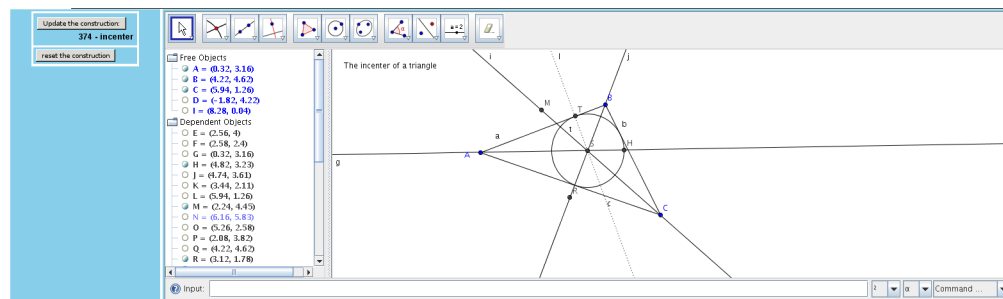 Update the construction:
374 - incenter
reset the construction
a=2
Free Objects
A = (0.32, 3.16)
B = (4.22, 4.62)
C = (5.94, 1.26)
D = (-1.82, 4.22)
I = (8.28, 0.04)
Dependent Objects
E = (2.56, 4)
F = (2.58, 2.4)
G = (0.32, 3.16)
H = (4.82, 3.23)
J = (4.74, 3.61)
K = (3.44, 2.11)
L = (5.94, 1.26)
M = (2.24, 4.45)
N = (6.16, 5.83)
O = (5.26, 2.58)
P = (2.08, 3.82)
Q = (4.22, 4.62)
R = (3.12, 1.78)
The incenter of a triangle
i
l
j
M
T
B
a
t
b
A
S
H
g
R
c
C
Input:
2
α
Command ...